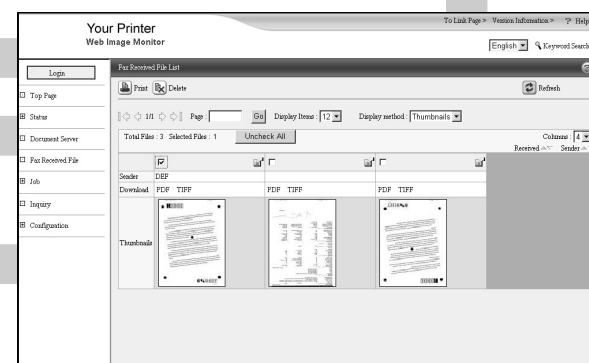 To Link Page » Version Information » ? Help
Your Printer
Web Image Monitor
English Keyword Search
Login
Fax Received File List
Print Delete Refresh
Top Page
Status
Document Server
Fax Received File
Job
Inquiry
Configuration
1/1 Page : Go Display Items : 12 Display method : Thumbnails
Total Files : 3 Selected Files : 1 Uncheck All Columns : 4
Received Sender
Sender DEF
Download PDF TIFF PDF TIFF PDF TIFF
Thumbnails